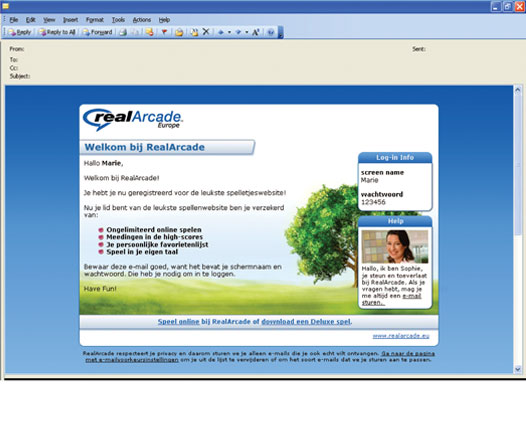 File Edit View Insert Format Tools Actions Help
Reply Reply to All Forward
From: Sent:
To:
Cc:
Subject:
realArcade.
Europe
Welkom bij RealArcade
Hallo Marie,
Welkom bij RealArcade!
Je hebt je nu geregistreerd voor de leukste spelletjeswebsite!
Nu je lid bent van de leukste spellenwebsite ben je verzekerd
van:
Ongelimiteerd online spelen
Meedingen in de high-scores
Je persoonlijke favorietenlijst
Speel in je eigen taal
Bewaar deze e-mail goed, want het bevat je schermnaam en
wachtwoord. Die heb je nodig om in te loggen.
Have Fun!
Log-in Info
screen name
Marie
wachtwoord
123456
Help
Hallo, ik ben Sophie,
je steun en toeverlaat
bij RealArcade. Als je
vragen hebt, mag je
me altijd een e-mail
sturen.
Speel online bij RealArcade of download een Deluxe spel.
www.realarcade.eu
RealArcade respecteert je privacy en daarom sturen we je alleen e-mails die je ook echt wilt ontvangen. Ga naar de pagina
met e-mailvoorkeursinstellingen om je uit de lijst te verwijderen of om het soort e-mails dat we je sturen aan te passen.